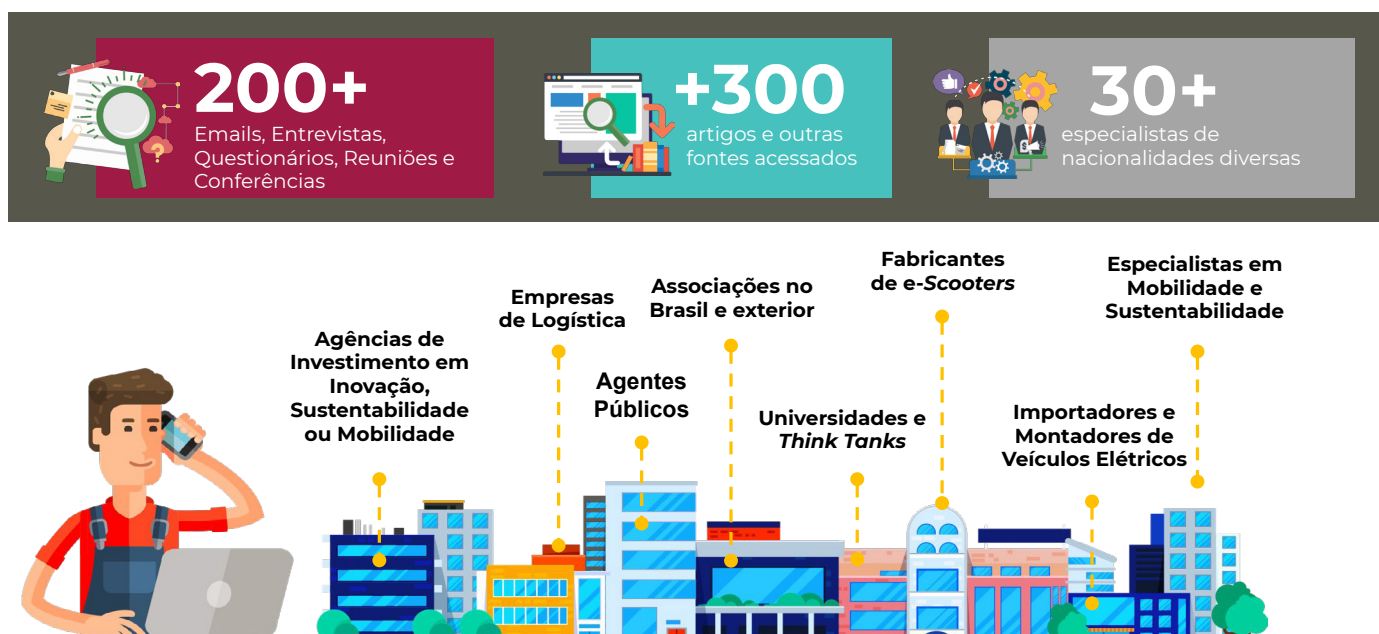 200+
Emails, Entrevistas,
Questionários, Reuniões e
Conferências
+300
artigos e outras
fontes acessados
30+
especialistas de
nacionalidades diversas
Agências de
Investimento em
Inovação,
Sustentabilidade
ou Mobilidade
Empresas
de Logística
Agentes
Públicos
Associações no
Brasil e exterior
Universidades e
Think Tanks
Fabricantes
de e-Scooters
Importadores e
Montadores de
Veículos Elétricos
Especialistas em
Mobilidade e
Sustentabilidade